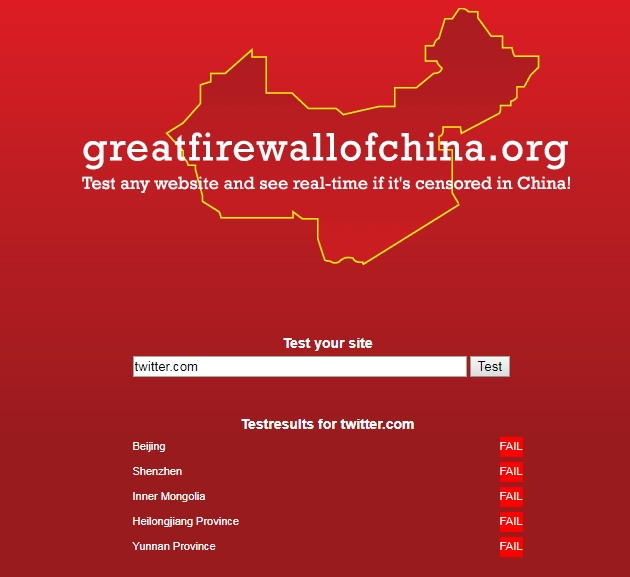 greatfirewallofchina.org
Test any website and see real-time if it's censored in China!
Test your site
twitter.com Test
Testresults for twitter.com
Beijing FAIL
Shenzhen FAIL
Inner Mongolia FAIL
Heilongjiang Province FAIL
Yunnan Province FAIL